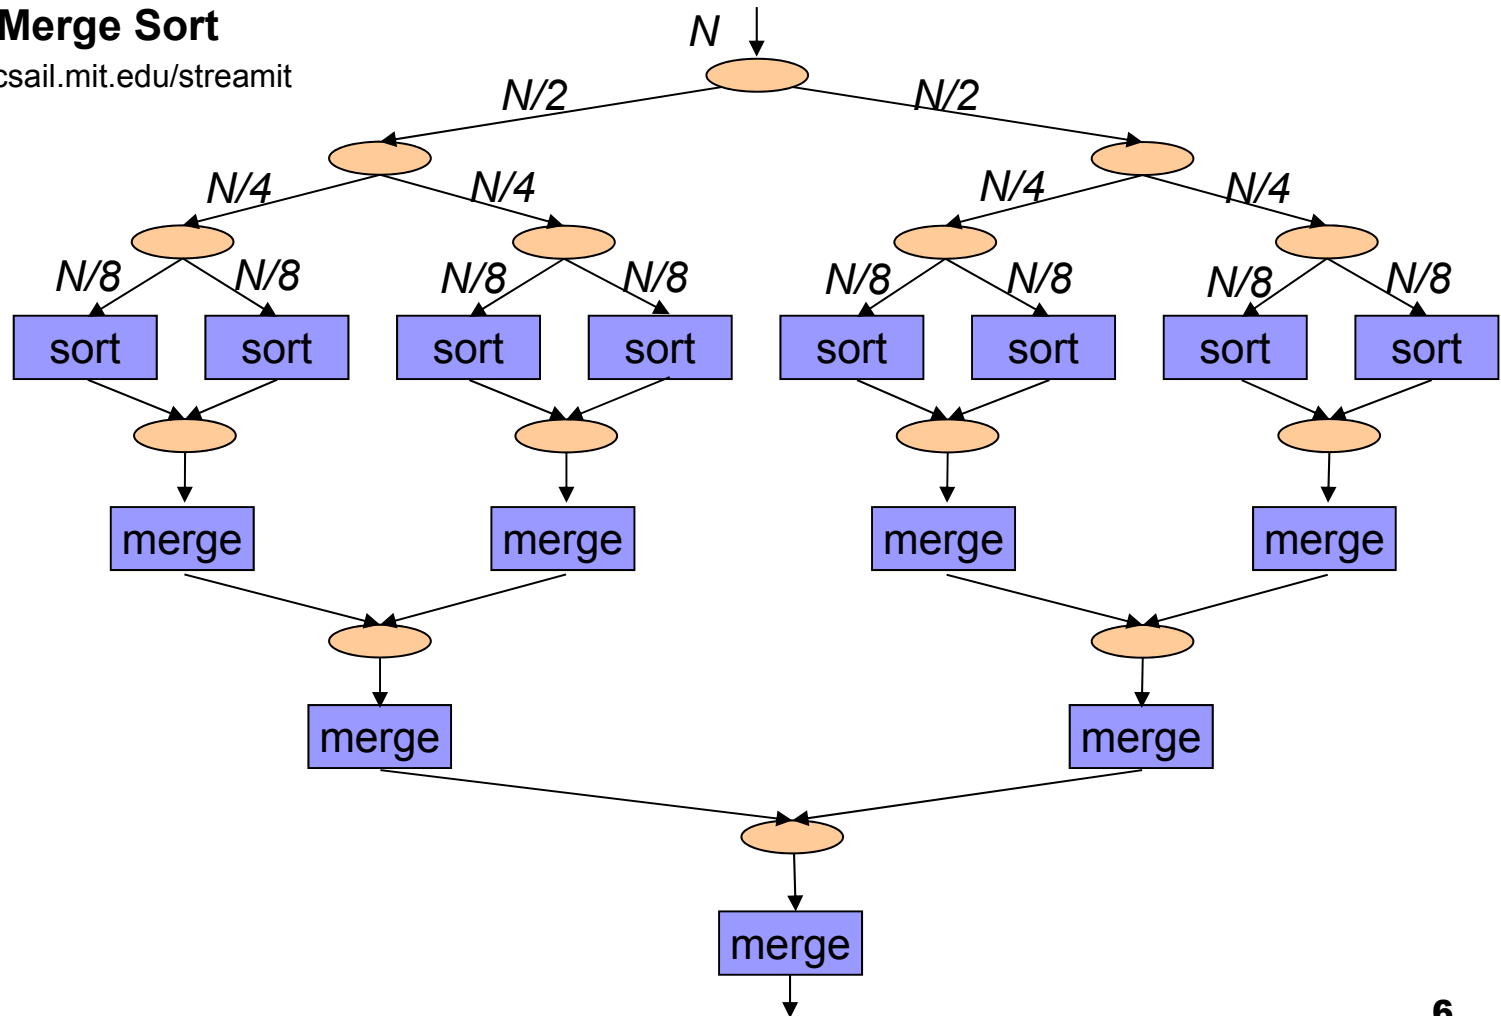 Merge Sort
csail.mit.edu/streamit
N
N/2 N/2
N/4 N/4 N/4 N/4
N/8 N/8 N/8 N/8 N/8 N/8 N/8 N/8
sort sort sort sort sort sort sort sort
merge merge merge merge
merge merge
merge
6